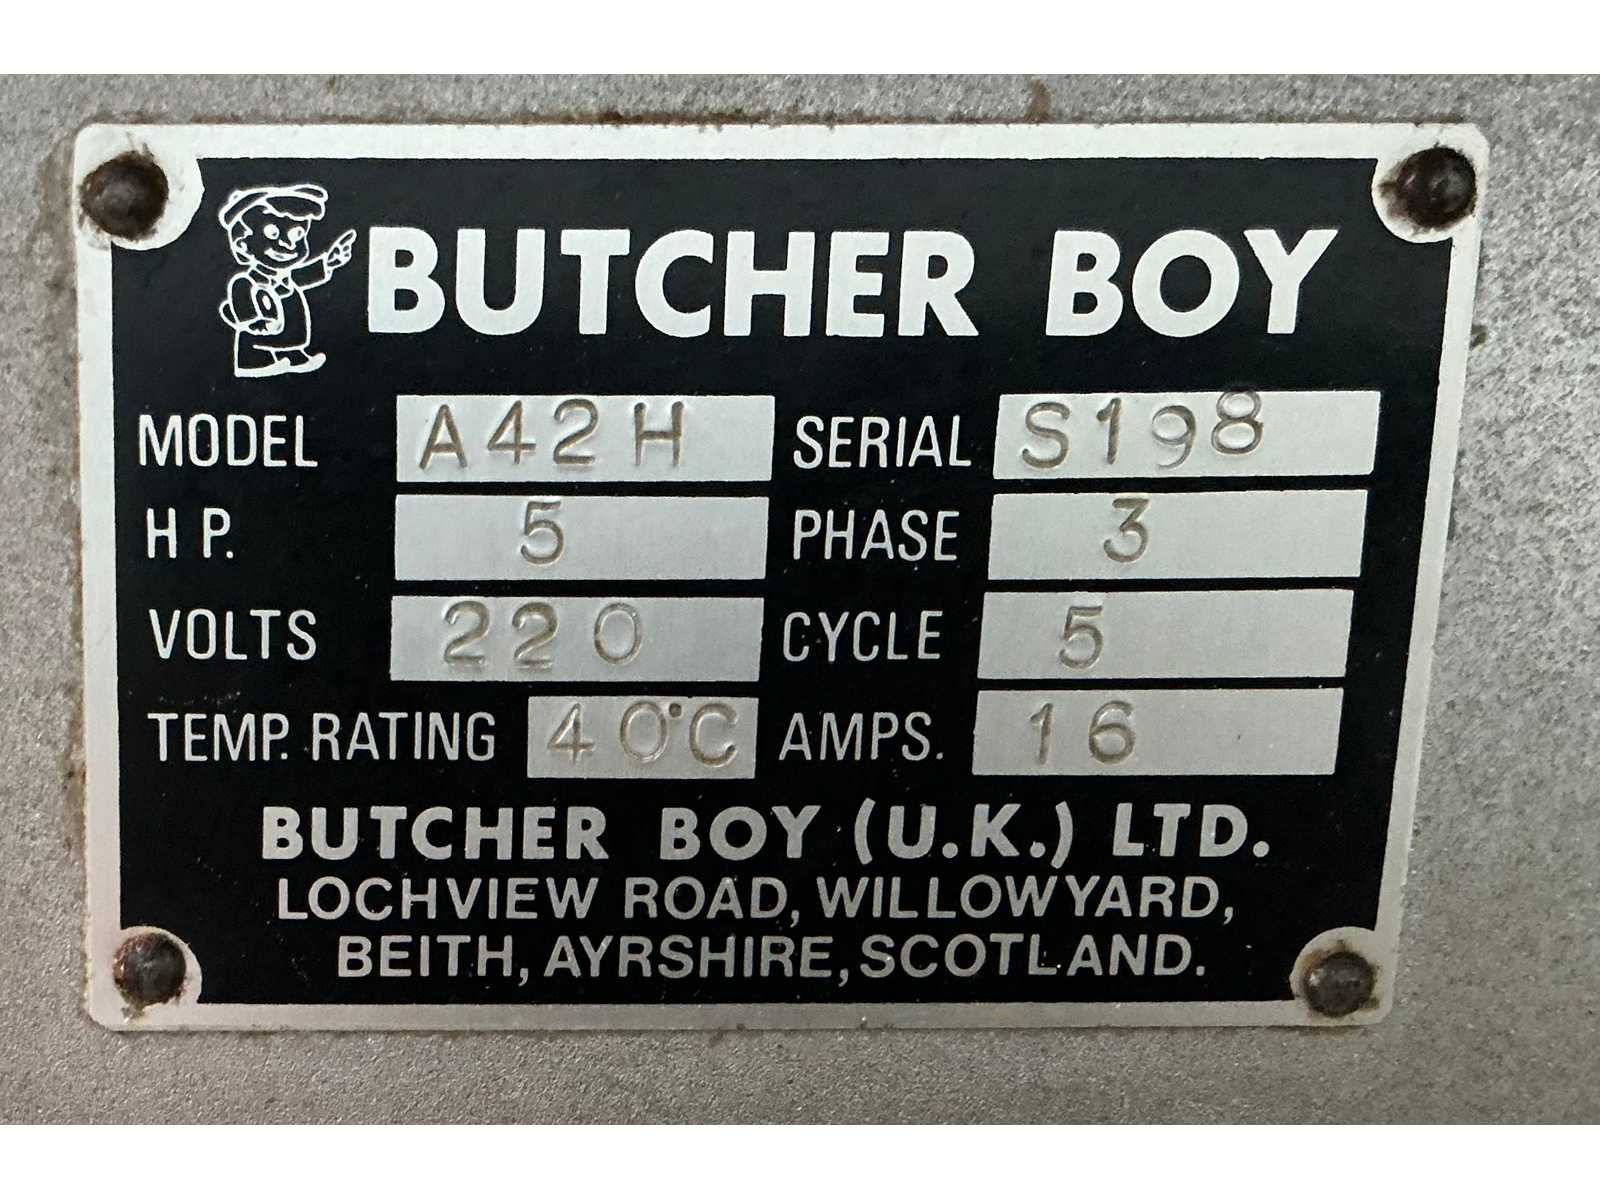 BUTCHER BOY
MODEL A42H SERIAL S198
H P. 5 PHASE 3
VOLTS 220 CYCLE 5
TEMP. RATING 40°C AMPS. 16
BUTCHER BOY (U.K.) LTD.
LOCHVIEW ROAD, WILLOWYARD,
BEITH, AYRSHIRE, SCOTLAND.